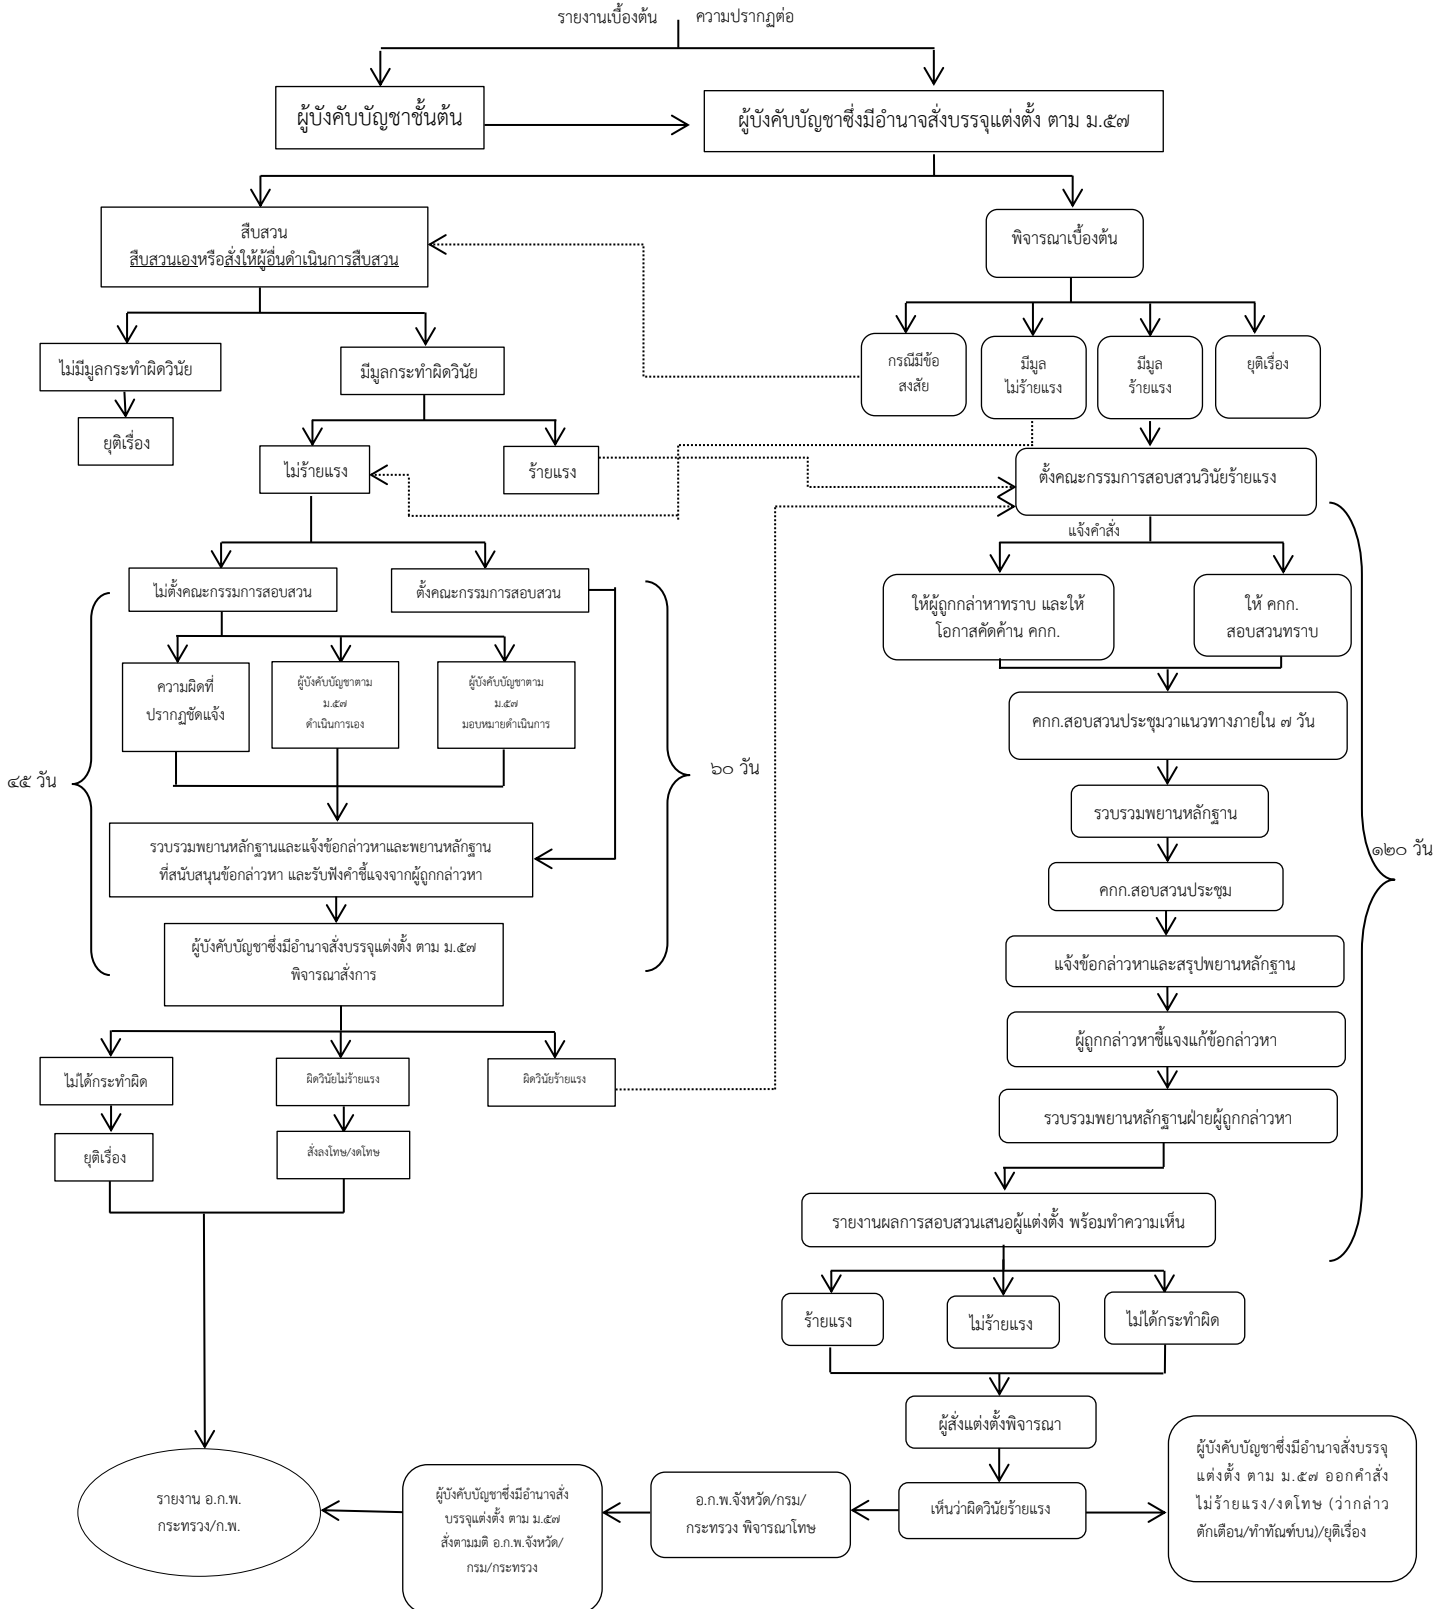 รายงานเบื้องต้น ความปรากฏต่อ
ผู้บังคับบัญชาชั้นต้น
ผู้บังคับบัญชาซึ่งมีอำนาจสั่งบรรจุแต่งตั้ง ตาม ม.๕๗
สืบสวน
สืบสวนเองหรือสั่งให้ผู้อื่นดำเนินการสืบสวน
พิจารณาเบื้องต้น
ไม่มีมูลกระทำผิดวินัย
มีมูลกระทำผิดวินัย
กรณีมีข้อ
สงสัย
มีมูล
ไม่ร้ายแรง
มีมูล
ร้ายแรง
ยุติเรื่อง
ยุติเรื่อง
ไม่ร้ายแรง
ร้ายแรง
ตั้งคณะกรรมการสอบสวนวินัยร้ายแรง
แจ้งคำสั่ง
ไม่ตั้งคณะกรรมการสอบสวน
ตั้งคณะกรรมการสอบสวน
ให้ผู้ถูกกล่าหาทราบ และให้
โอกาสคัดค้าน คกก.
ให้ คกก.
สอบสวนทราบ
ความผิดที่
ปรากฏชัดแจ้ง
ผู้บังคับบัญชาตาม
ม.๕๗
ดำเนินการเอง
ผู้บังคับบัญชาตาม
ม.๕๗
มอบหมายดำเนินการ
คกก.สอบสวนประชุมวาแนวทางภายใน ๗ วัน
๔๕ วัน
๖๐ วัน
รวบรวมพยานหลักฐาน
๑๒๐ วัน
รวบรวมพยานหลักฐานและแจ้งข้อกล่าวหาและพยานหลักฐาน
ที่สนับสนุนข้อกล่าวหา และรับฟังคำชี้แจงจากผู้ถูกกล่าวหา
คกก.สอบสวนประชุม
ผู้บังคับบัญชาซึ่งมีอำนาจสั่งบรรจุแต่งตั้ง ตาม ม.๕๗
พิจารณาสั่งการ
แจ้งข้อกล่าวหาและสรุปพยานหลักฐาน
ผู้ถูกกล่าวหาชี้แจงแก้ข้อกล่าวหา
ไม่ได้กระทำผิด
ผิดวินัยไม่ร้ายแรง
ผิดวินัยร้ายแรง
รวบรวมพยานหลักฐานฝ่ายผู้ถูกกล่าวหา
ยุติเรื่อง
สั่งลงโทษ/งดโทษ
รายงานผลการสอบสวนเสนอผู้แต่งตั้ง พร้อมทำความเห็น
ร้ายแรง
ไม่ร้ายแรง
ไม่ได้กระทำผิด
ผู้สั่งแต่งตั้งพิจารณา
รายงาน อ.ก.พ.
กระทรวง/ก.พ.
ผู้บังคับบัญชาซึ่งมีอำนาจสั่ง
บรรจุแต่งตั้ง ตาม ม.๕๗
สั่งตามมติ อ.ก.พ.จังหวัด/
กรม/กระทรวง
อ.ก.พ.จังหวัด/กรม/
กระทรวง พิจารณาโทษ
เห็นว่าผิดวินัยร้ายแรง
ผู้บังคับบัญชาซึ่งมีอำนาจสั่งบรรจุ
แต่งตั้ง ตาม ม.๕๗ ออกคำสั่ง
ไม่ร้ายแรง/งดโทษ (ว่ากล่าว
ตักเตือน/ทำทัณฑ์บน)/ยุติเรื่อง